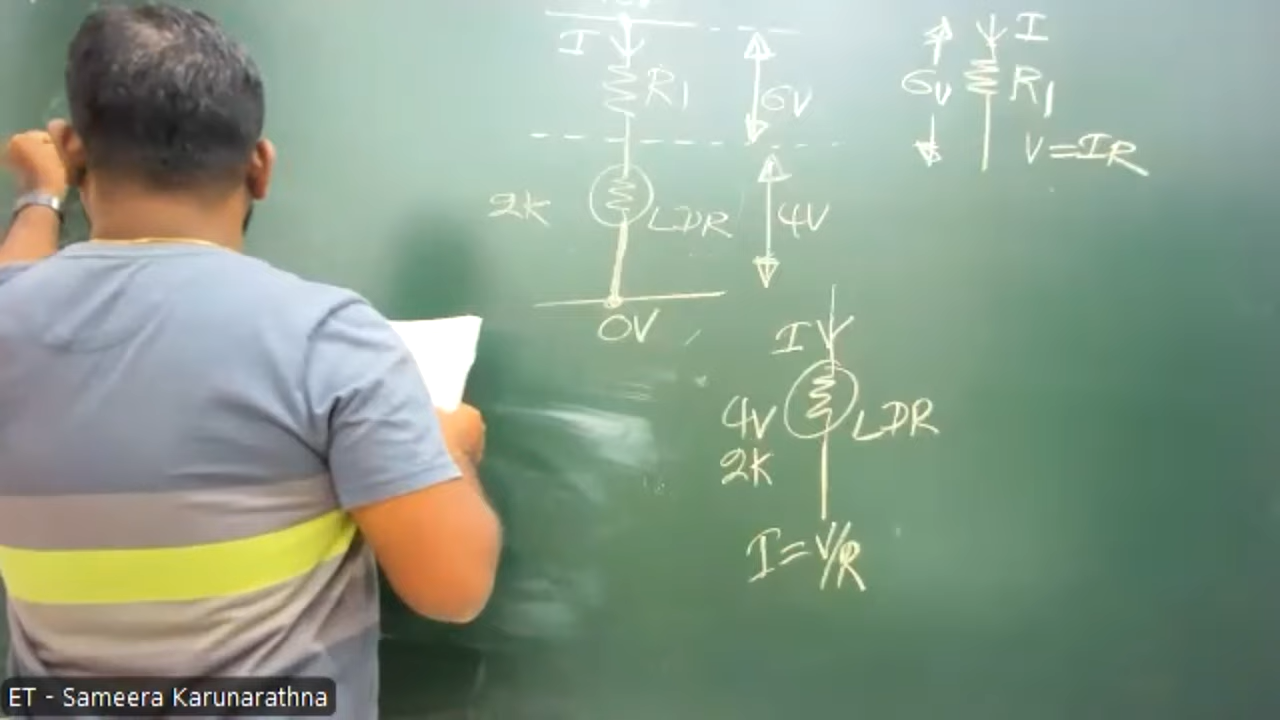 I
R1
6V
2K
LDR
4V
0V
I
6V
R1
V=IR
I
4V
LDR
2K
I=V/R
ET - Sameera Karunarathna